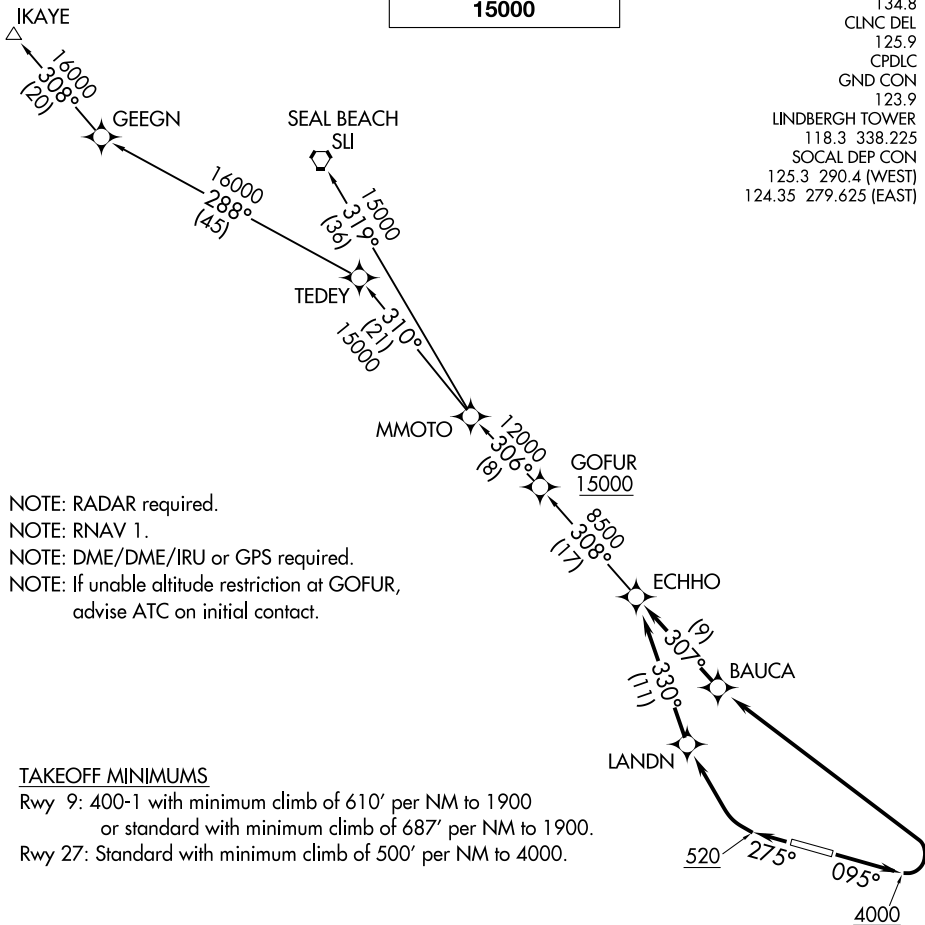 15000
134.8
CLNC DEL
125.9
CPDLC
GND CON
123.9
LINDBERGH TOWER
118.3 338.225
SOCAL DEP CON
125.3 290.4 (WEST)
124.35 279.625 (EAST)
IKAYE
16000
308°
(20)
GEEGN
SEAL BEACH
SLI
16000
288°
(45)
15000
319°
(36)
TEDEY
310°
(21)
15000
MMOTO
12000
306°
(8)
GOFUR
15000
8500
308°
(17)
ECHHO
(9)
307°
BAUCA
330°
(11)
LANDN
NOTE: RADAR required.
NOTE: RNAV 1.
NOTE: DME/DME/IRU or GPS required.
NOTE: If unable altitude restriction at GOFUR,
advise ATC on initial contact.
TAKEOFF MINIMUMS
Rwy 9: 400-1 with minimum climb of 610' per NM to 1900
or standard with minimum climb of 687' per NM to 1900.
Rwy 27: Standard with minimum climb of 500' per NM to 4000.
520
275°
095°
4000